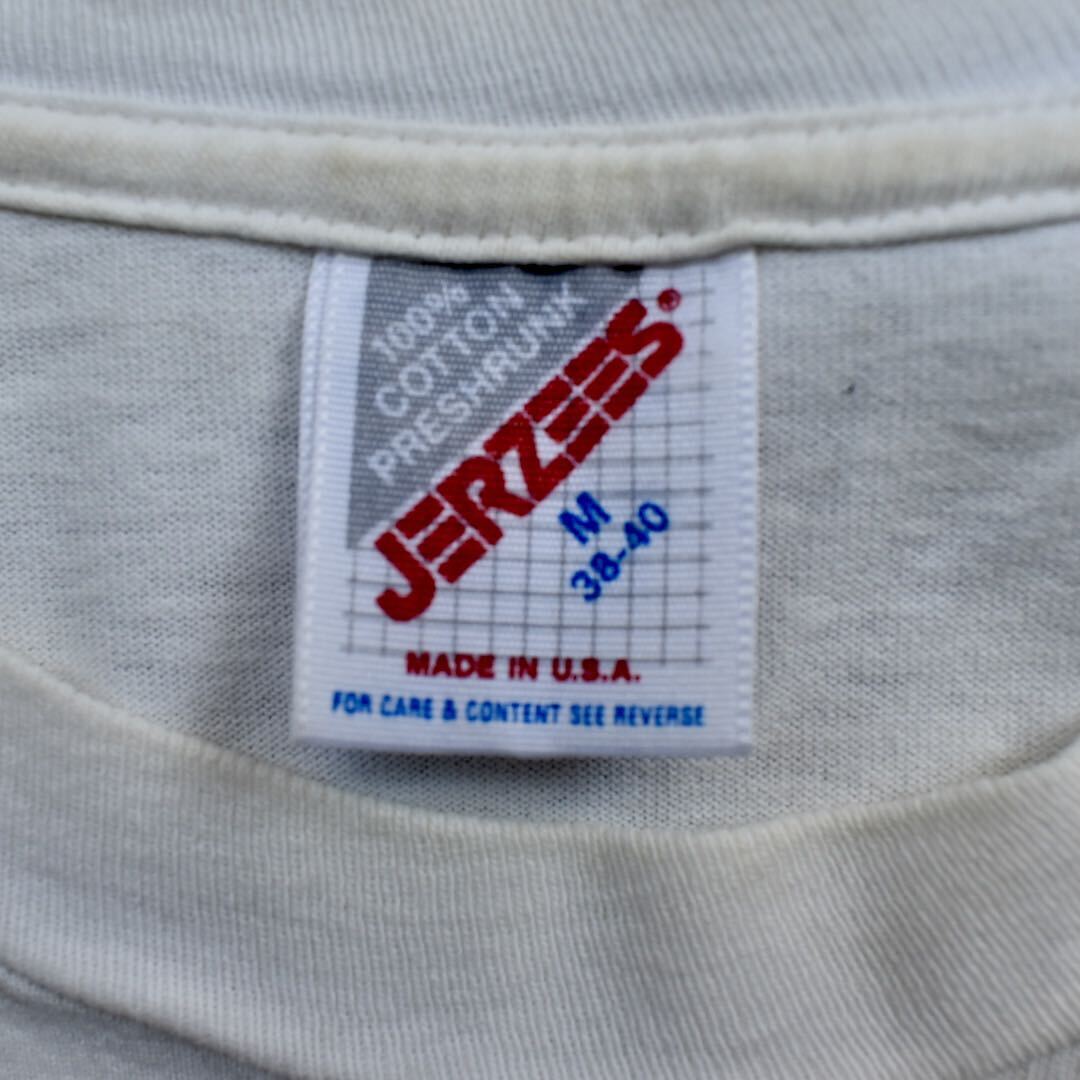 100%
COTTON
PRESHRUNK
JERZEES®
M
38-40
MADE IN U.S.A.
FOR CARE & CONTENT SEE REVERSE